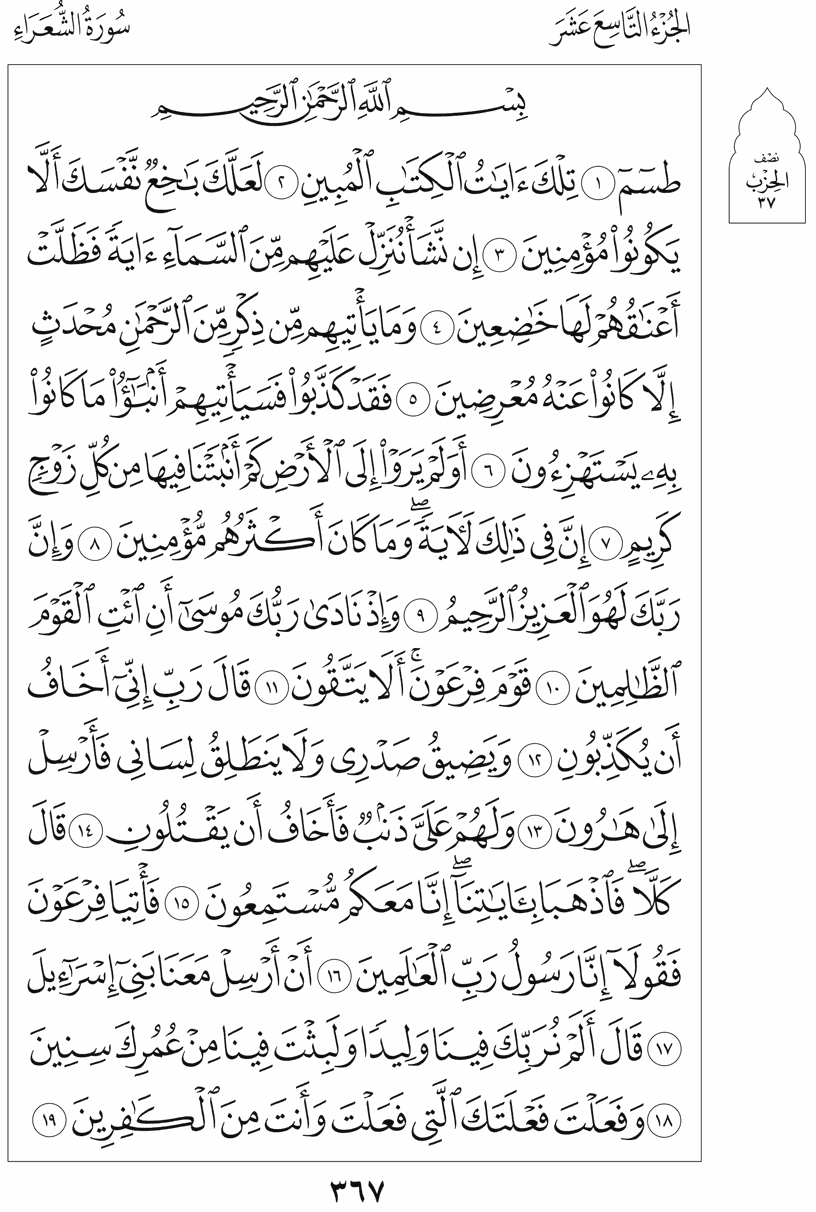 الجُزْءُ التَّاسِعَ عَشَرَ
سُورَةُ الشُّعَرَاءِ
نصف
الحزب
٣٧
بِسْمِ ٱللَّهِ ٱلرَّحْمَٰنِ ٱلرَّحِيمِ
طسٓمٓ ١ تِلْكَ ءَايَٰتُ ٱلْكِتَٰبِ ٱلْمُبِينِ ٢ لَعَلَّكَ بَٰخِعٌ نَّفْسَكَ أَلَّا
يَكُونُوا۟ مُؤْمِنِينَ ٣ إِن نَّشَأْ نُنَزِّلْ عَلَيْهِم مِّنَ ٱلسَّمَآءِ ءَايَةً فَظَلَّتْ
أَعْنَٰقُهُمْ لَهَا خَٰضِعِينَ ٤ وَمَا يَأْتِيهِم مِّن ذِكْرٍ مِّنَ ٱلرَّحْمَٰنِ مُحْدَثٍ
إِلَّا كَانُوا۟ عَنْهُ مُعْرِضِينَ ٥ فَقَدْ كَذَّبُوا۟ فَسَيَأْتِيهِمْ أَنۢبَٰٓؤُا۟ مَا كَانُوا۟
بِهِۦ يَسْتَهْزِءُونَ ٦ أَوَلَمْ يَرَوْا۟ إِلَى ٱلْأَرْضِ كَمْ أَنۢبَتْنَا فِيهَا مِن كُلِّ زَوْجٍ
كَرِيمٍ ٧ إِنَّ فِى ذَٰلِكَ لَءَايَةً ۖ وَمَا كَانَ أَكْثَرُهُم مُّؤْمِنِينَ ٨ وَإِنَّ
رَبَّكَ لَهُوَ ٱلْعَزِيزُ ٱلرَّحِيمُ ٩ وَإِذْ نَادَىٰ رَبُّكَ مُوسَىٰٓ أَنِ ٱئْتِ ٱلْقَوْمَ
ٱلظَّٰلِمِينَ ١٠ قَوْمَ فِرْعَوْنَ ۚ أَلَا يَتَّقُونَ ١١ قَالَ رَبِّ إِنِّىٓ أَخَافُ
أَن يُكَذِّبُونِ ١٢ وَيَضِيقُ صَدْرِى وَلَا يَنطَلِقُ لِسَانِى فَأَرْسِلْ
إِلَىٰ هَٰرُونَ ١٣ وَلَهُمْ عَلَىَّ ذَنۢبٌ فَأَخَافُ أَن يَقْتُلُونِ ١٤ قَالَ
كَلَّا ۖ فَٱذْهَبَا بِـَٔايَٰتِنَآ ۖ إِنَّا مَعَكُم مُّسْتَمِعُونَ ١٥ فَأْتِيَا فِرْعَوْنَ
فَقُولَآ إِنَّا رَسُولُ رَبِّ ٱلْعَٰلَمِينَ ١٦ أَنْ أَرْسِلْ مَعَنَا بَنِىٓ إِسْرَٰٓءِيلَ
١٧ قَالَ أَلَمْ نُرَبِّكَ فِينَا وَلِيدًا وَلَبِثْتَ فِينَا مِنْ عُمُرِكَ سِنِينَ
١٨ وَفَعَلْتَ فَعْلَتَكَ ٱلَّتِى فَعَلْتَ وَأَنتَ مِنَ ٱلْكَٰفِرِينَ ١٩
٣٦٧